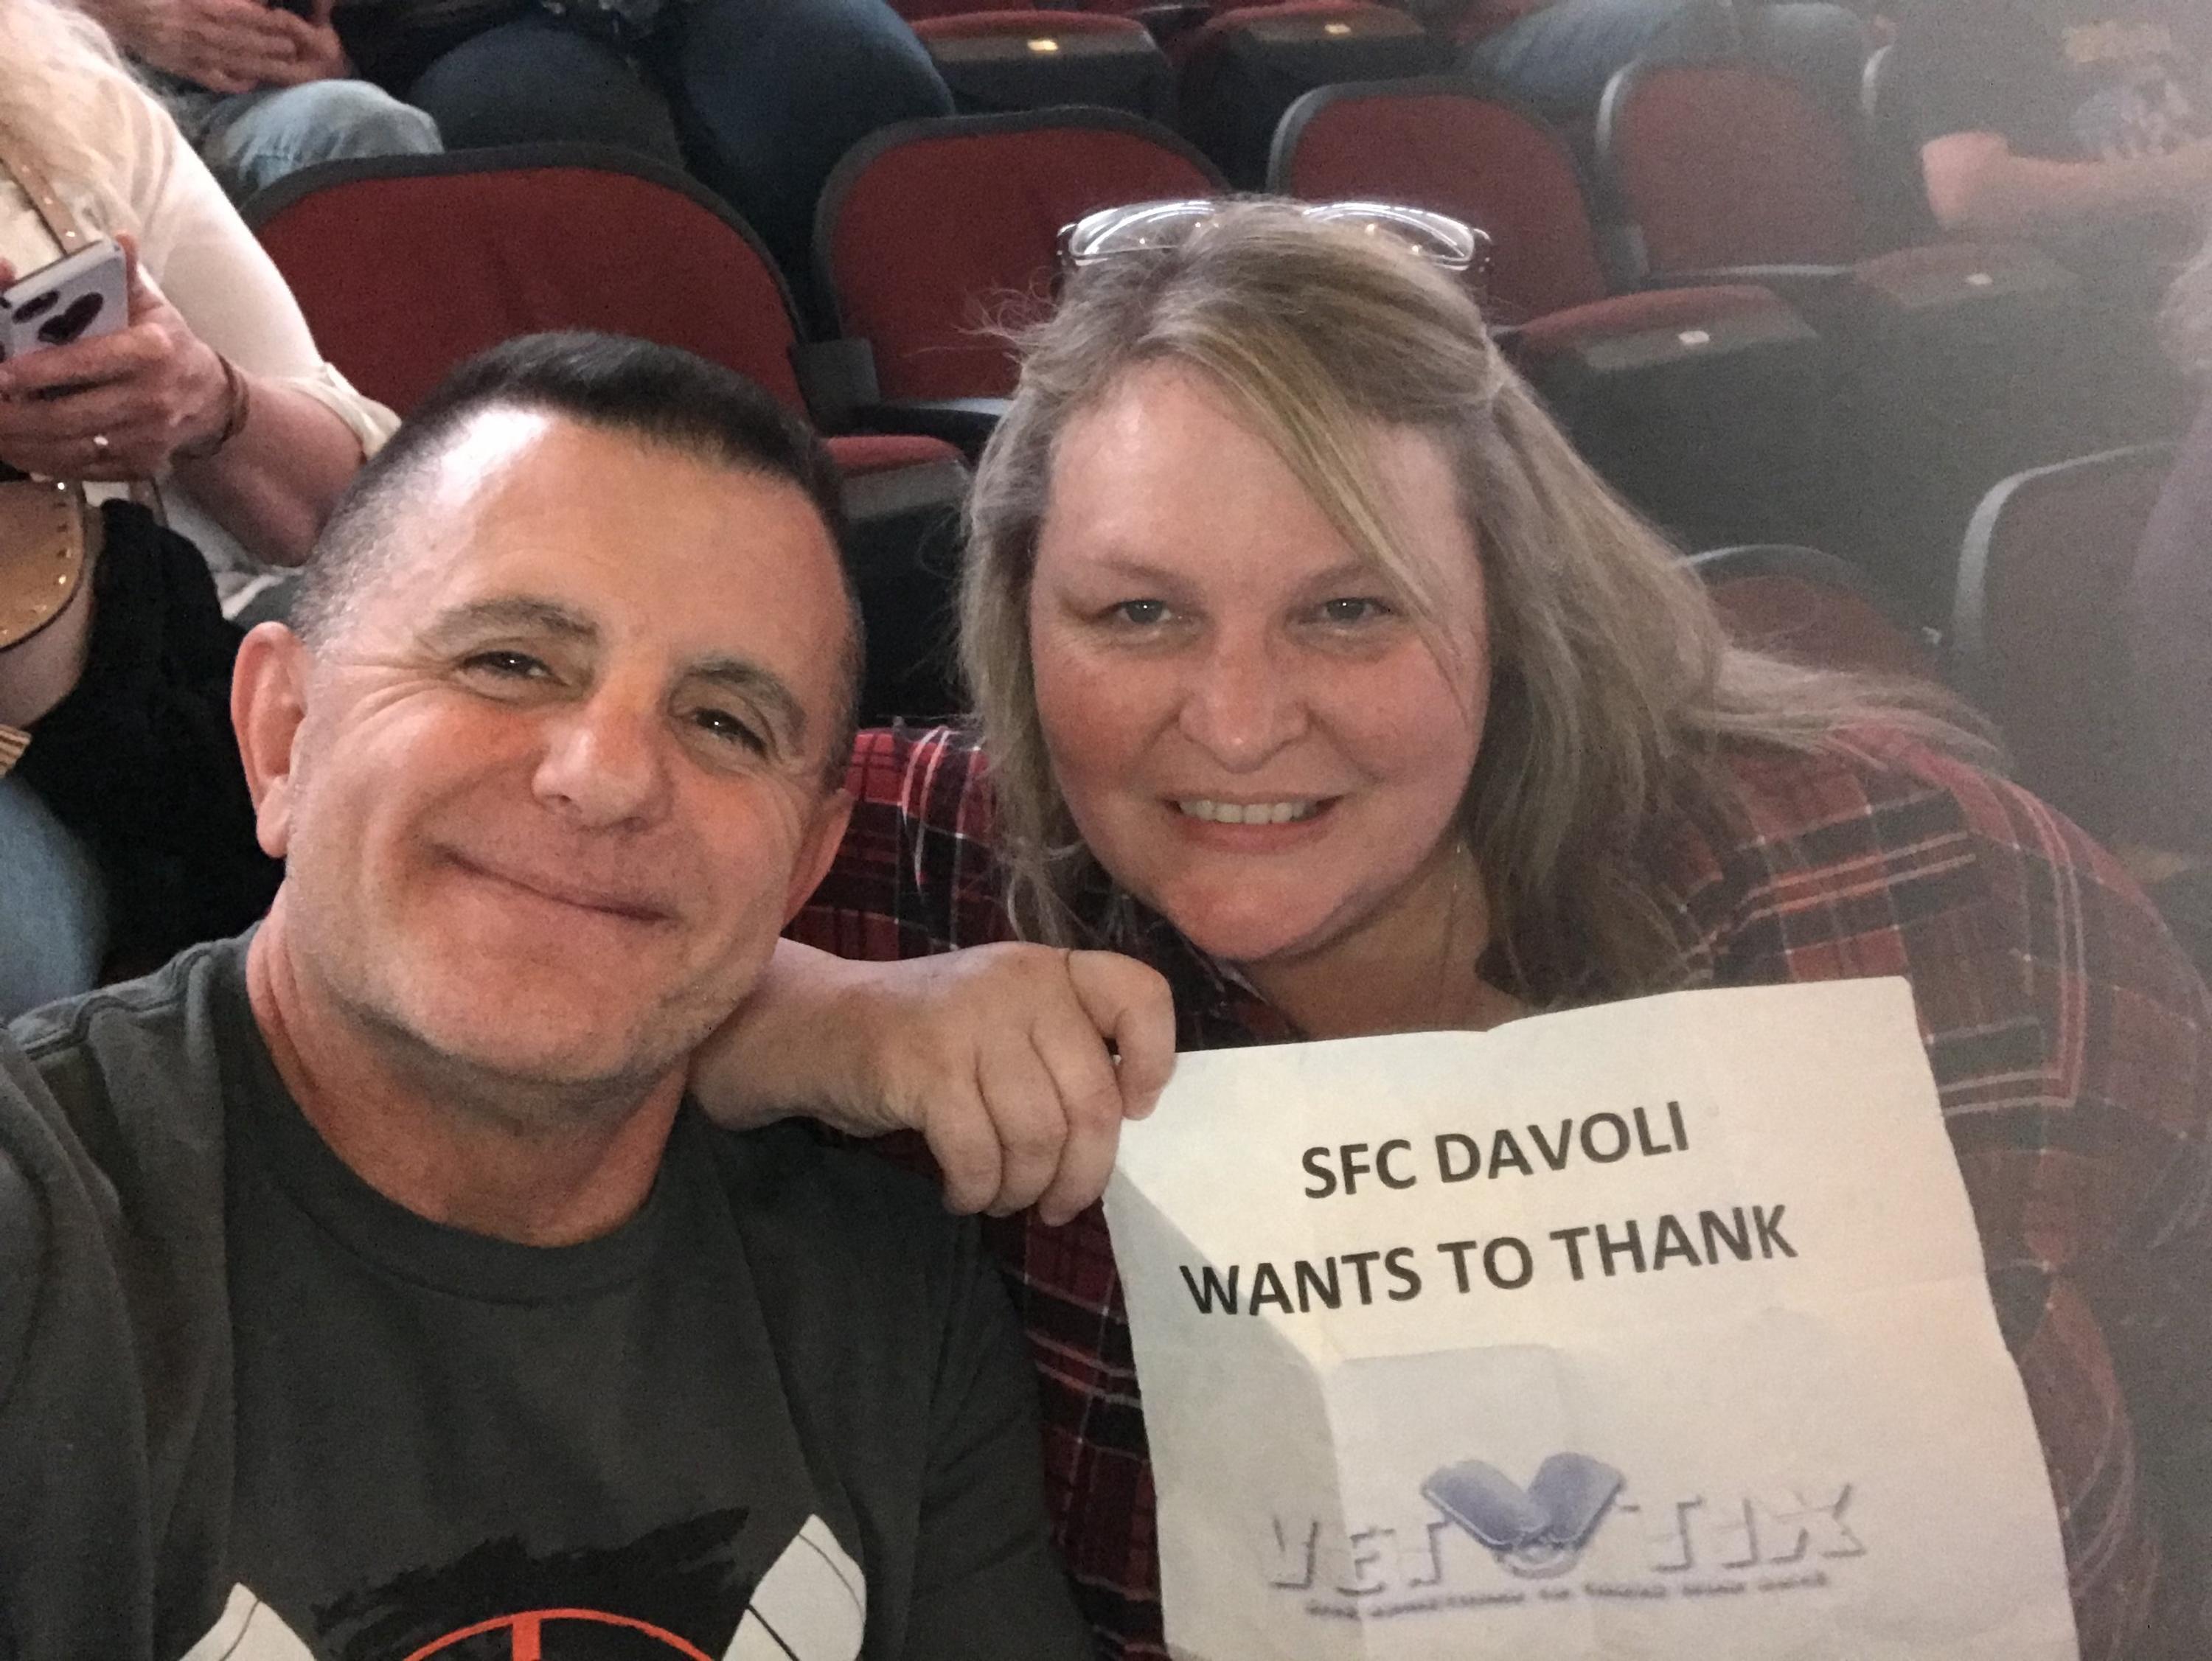 SFC DAVOLI
WANTS TO THANK
VET TIX